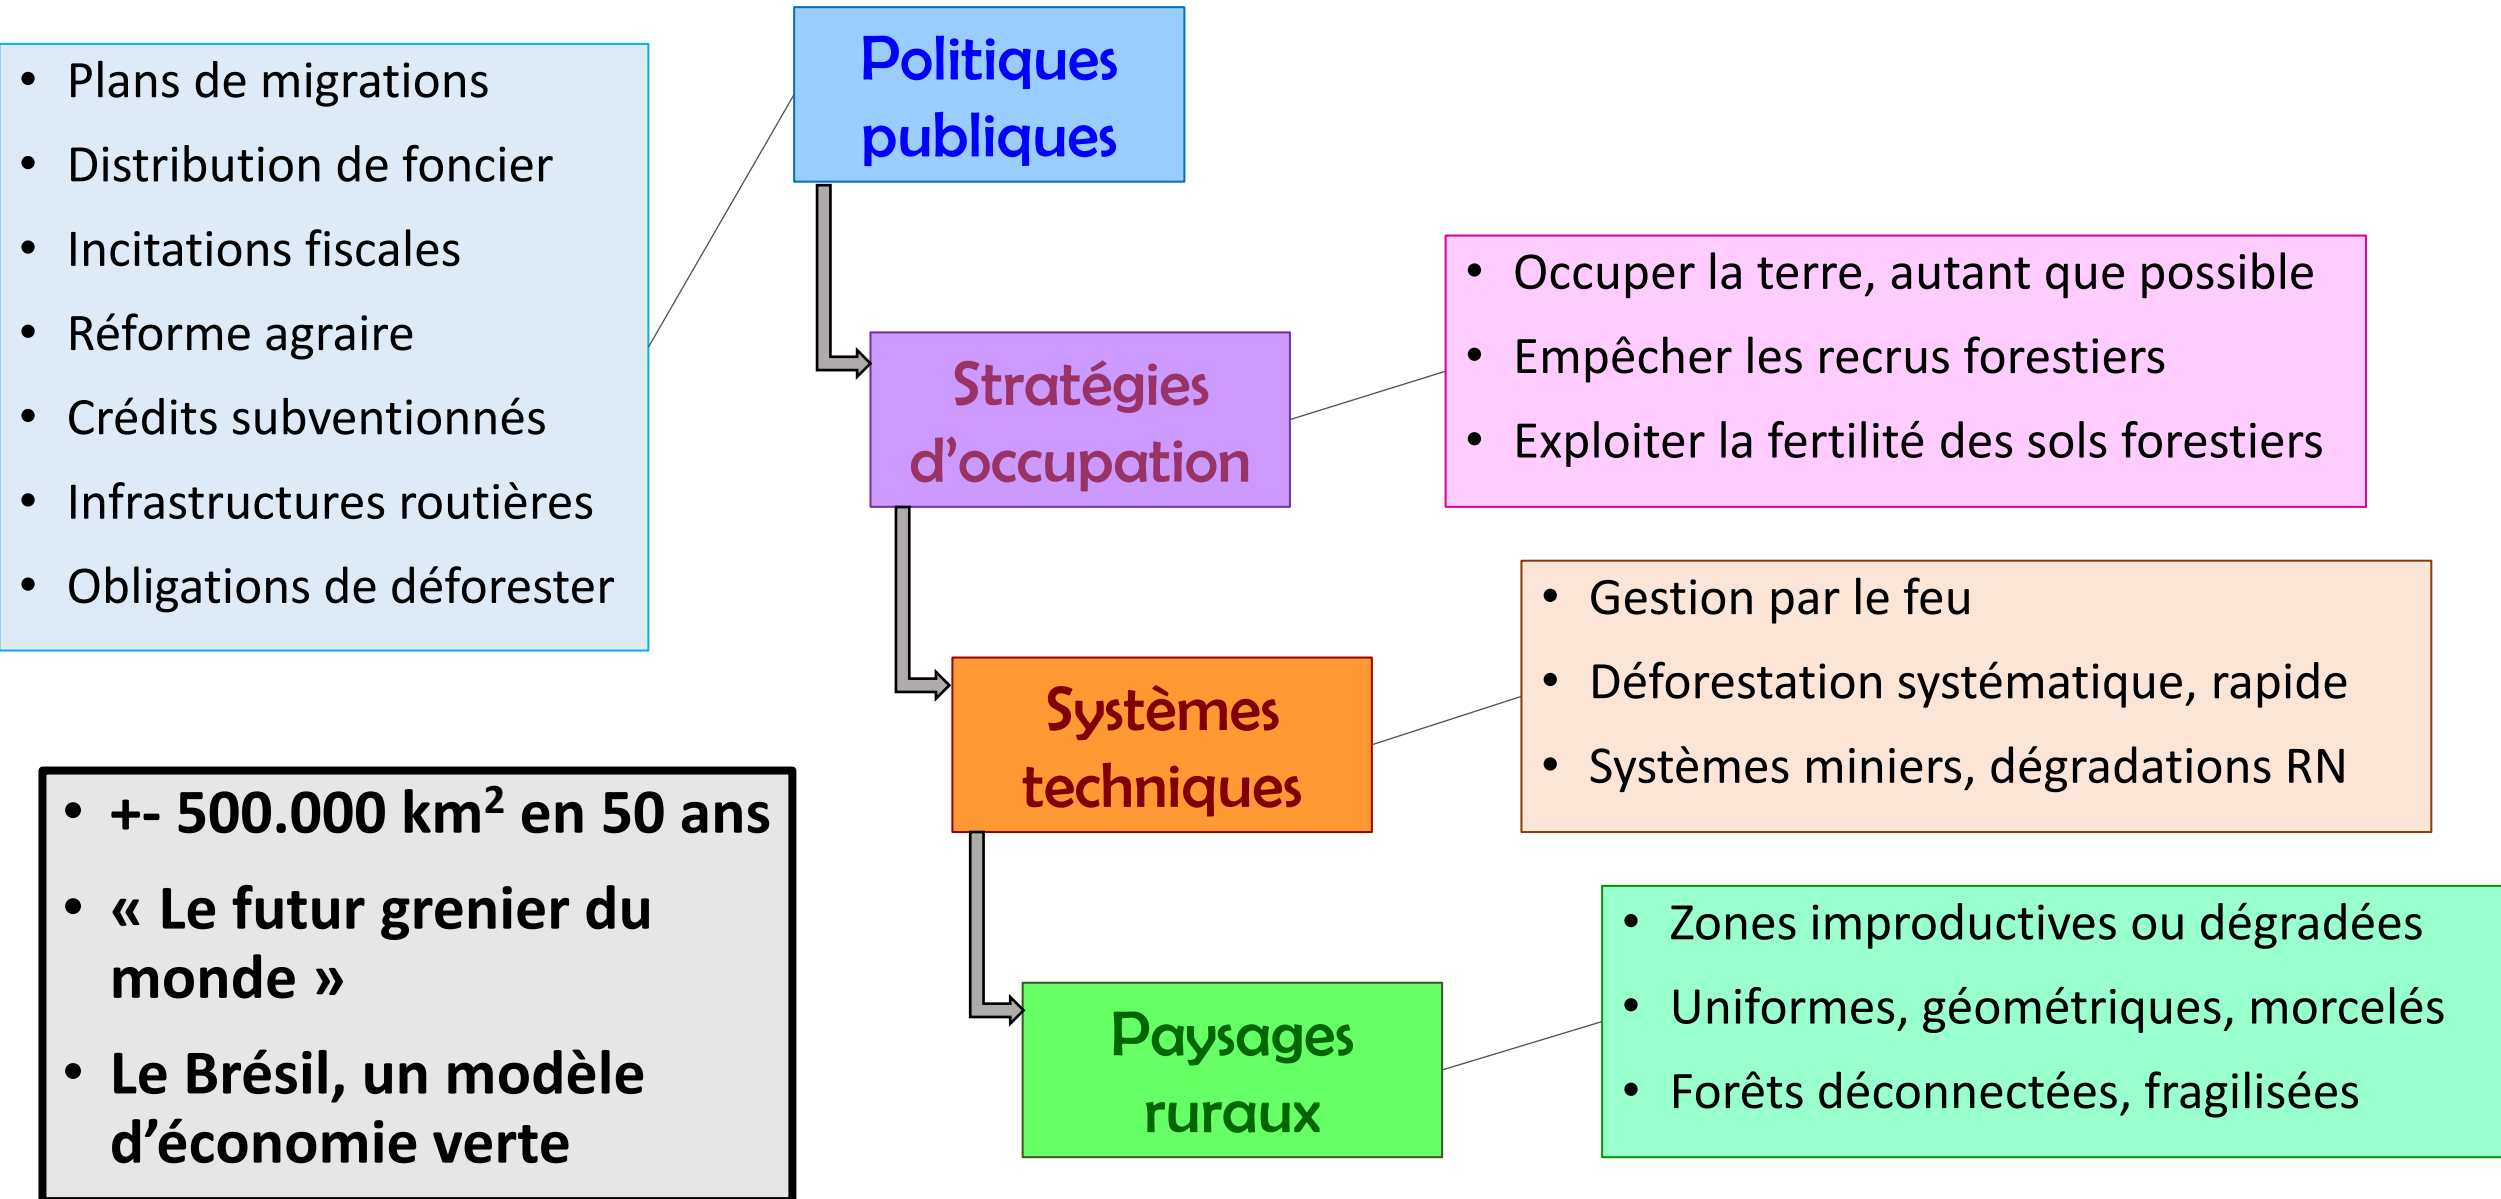 Politiques
publiques
• Plans de migrations
• Distribution de foncier
• Incitations fiscales
• Réforme agraire
• Crédits subventionnés
• Infrastructures routières
• Obligations de déforester
Stratégies
d’occupation
• Occuper la terre, autant que possible
• Empêcher les recrus forestiers
• Exploiter la fertilité des sols forestiers
Systèmes
techniques
• Gestion par le feu
• Déforestation systématique, rapide
• Systèmes miniers, dégradations RN
Paysages
ruraux
• Zones improductives ou dégradées
• Uniformes, géométriques, morcelés
• Forêts déconnectées, fragilisées
• +- 500.000 km² en 50 ans
• « Le futur grenier du
monde »
• Le Brésil, un modèle
d’économie verte